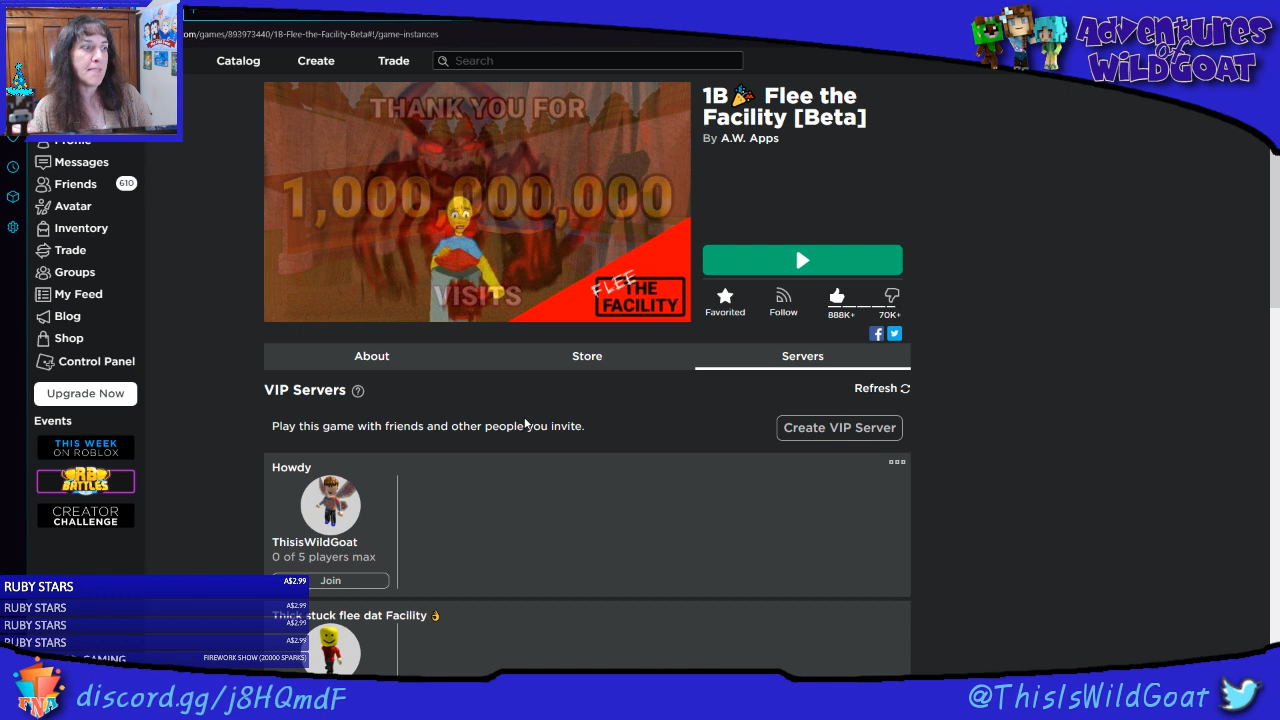 om/games/893973440/1B-Flee-the-Facility-Beta#!/game-instances
Adventures
of
WildGoat
Catalog
Create
Trade
Search
Profile
Messages
Friends
610
Avatar
Inventory
Trade
Groups
My Feed
Blog
Shop
Control Panel
Upgrade Now
Events
THIS WEEK
ON ROBLOX
RB
BATTLES
CREATOR
CHALLENGE
THANK YOU FOR
1,000,000,000
VISITS
FLEE
THE
FACILITY
1B🎉 Flee the
Facility [Beta]
By A.W. Apps
Favorited
Follow
888K+
70K+
About
Store
Servers
VIP Servers
Refresh
Play this game with friends and other people you invite.
Create VIP Server
Howdy
ThisisWildGoat
0 of 5 players max
Join
Thick stuck flee dat Facility 👌
RUBY STARS A$2.99
RUBY STARS A$2.99
RUBY STARS A$2.99
RUBY STARS A$2.99
GAMING FIREWORK SHOW (20000 SPARKS)
FNA
discord.gg/j8HQmdF
@ThisIsWildGoat